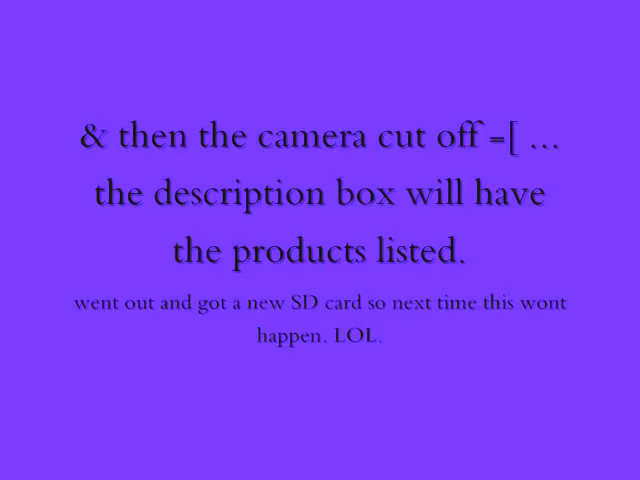 & then the camera cut off =[ ...
the description box will have
the products listed.
went out and got a new SD card so next time this wont
happen. LOL.